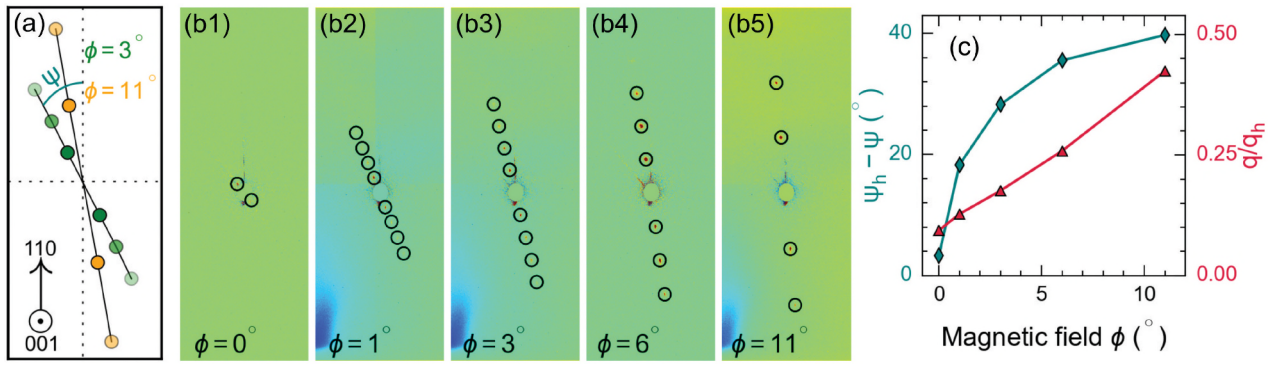 (a)
ϕ = 3°
ψ
ϕ = 11°
110
001
(b1)
ϕ = 0°
(b2)
ϕ = 1°
(b3)
ϕ = 3°
(b4)
ϕ = 6°
(b5)
ϕ = 11°
(c)
40
20
0
ψh − ψ (°)
0.50
0.25
0.00
q/qh
0 5 10
Magnetic field ϕ (°)